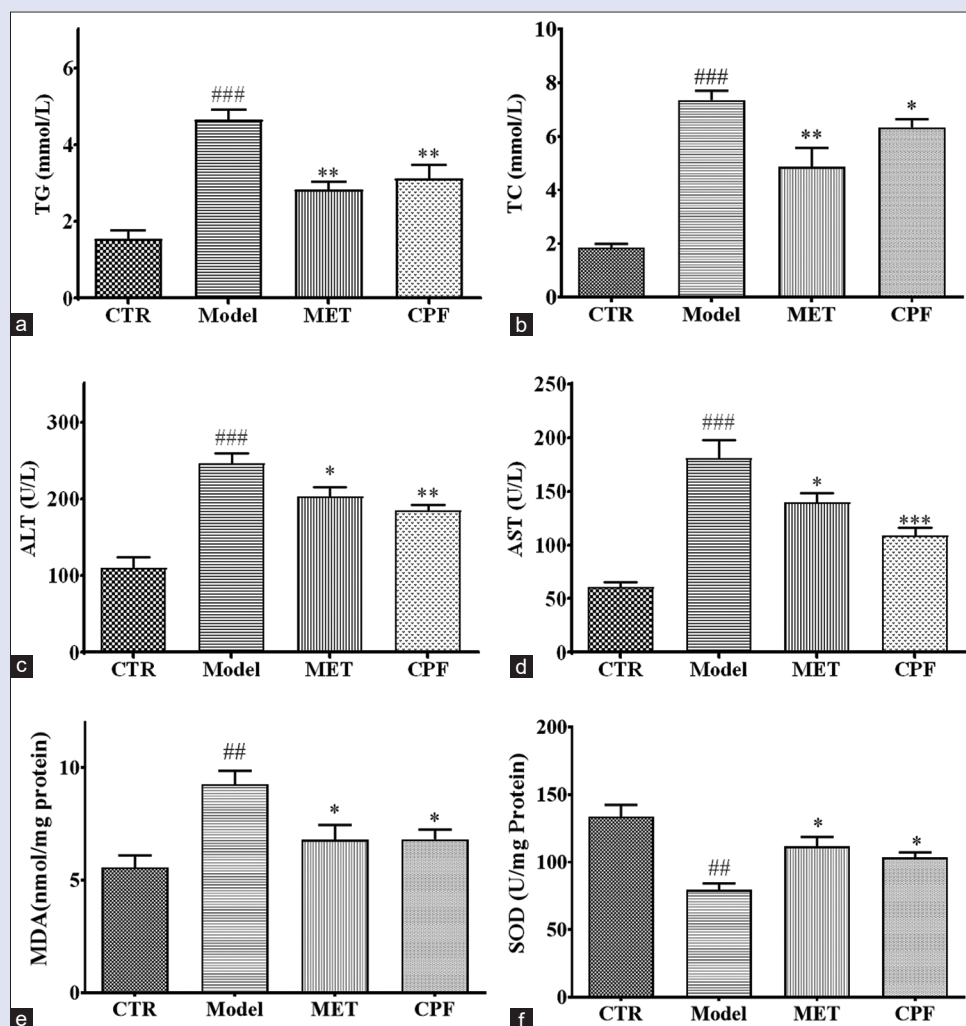 6
4
2
0
TG (mmol/L)
###
**
**
CTR Model MET CPF
a
10
8
6
4
2
0
TC (mmol/L)
###
**
*
CTR Model MET CPF
b
300
200
100
0
ALT (U/L)
###
*
**
CTR Model MET CPF
c
250
200
150
100
50
0
AST (U/L)
###
*
***
CTR Model MET CPF
d
10
5
0
MDA(nmol/mg protein)
##
*
*
CTR Model MET CPF
e
200
150
100
50
0
SOD (U/mg Protein)
##
*
*
CTR Model MET CPF
f